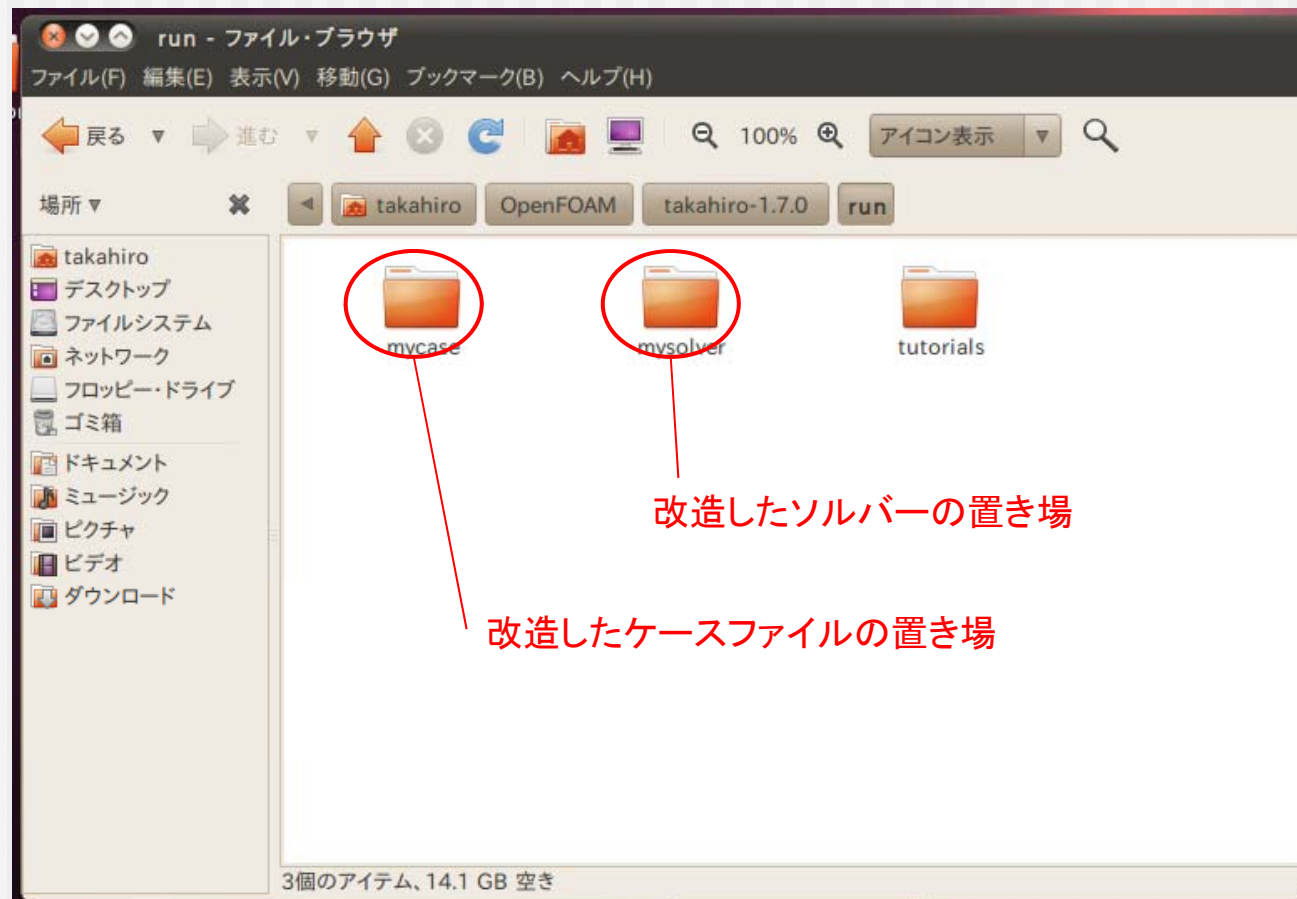 run - ファイル・ブラウザ
ファイル(F) 編集(E) 表示(V) 移動(G) ブックマーク(B) ヘルプ(H)
戻る 進む 100% アイコン表示
場所 takahiro OpenFOAM takahiro-1.7.0 run
takahiro
デスクトップ
ファイルシステム
ネットワーク
フロッピー・ドライブ
ゴミ箱
ドキュメント
ミュージック
ピクチャ
ビデオ
ダウンロード
mycase mysolver tutorials
改造したソルバーの置き場
改造したケースファイルの置き場
3個のアイテム、14.1 GB 空き